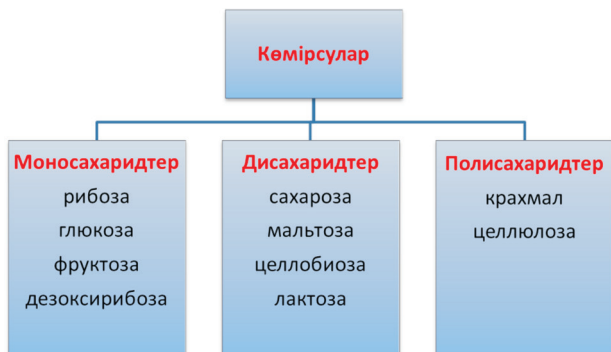 Көмірсулар
Моносахаридтер
рибоза
глюкоза
фруктоза
дезоксирибоза
Дисахаридтер
сахароза
мальтоза
целлобиоза
лактоза
Полисахаридтер
крахмал
целлюлоза